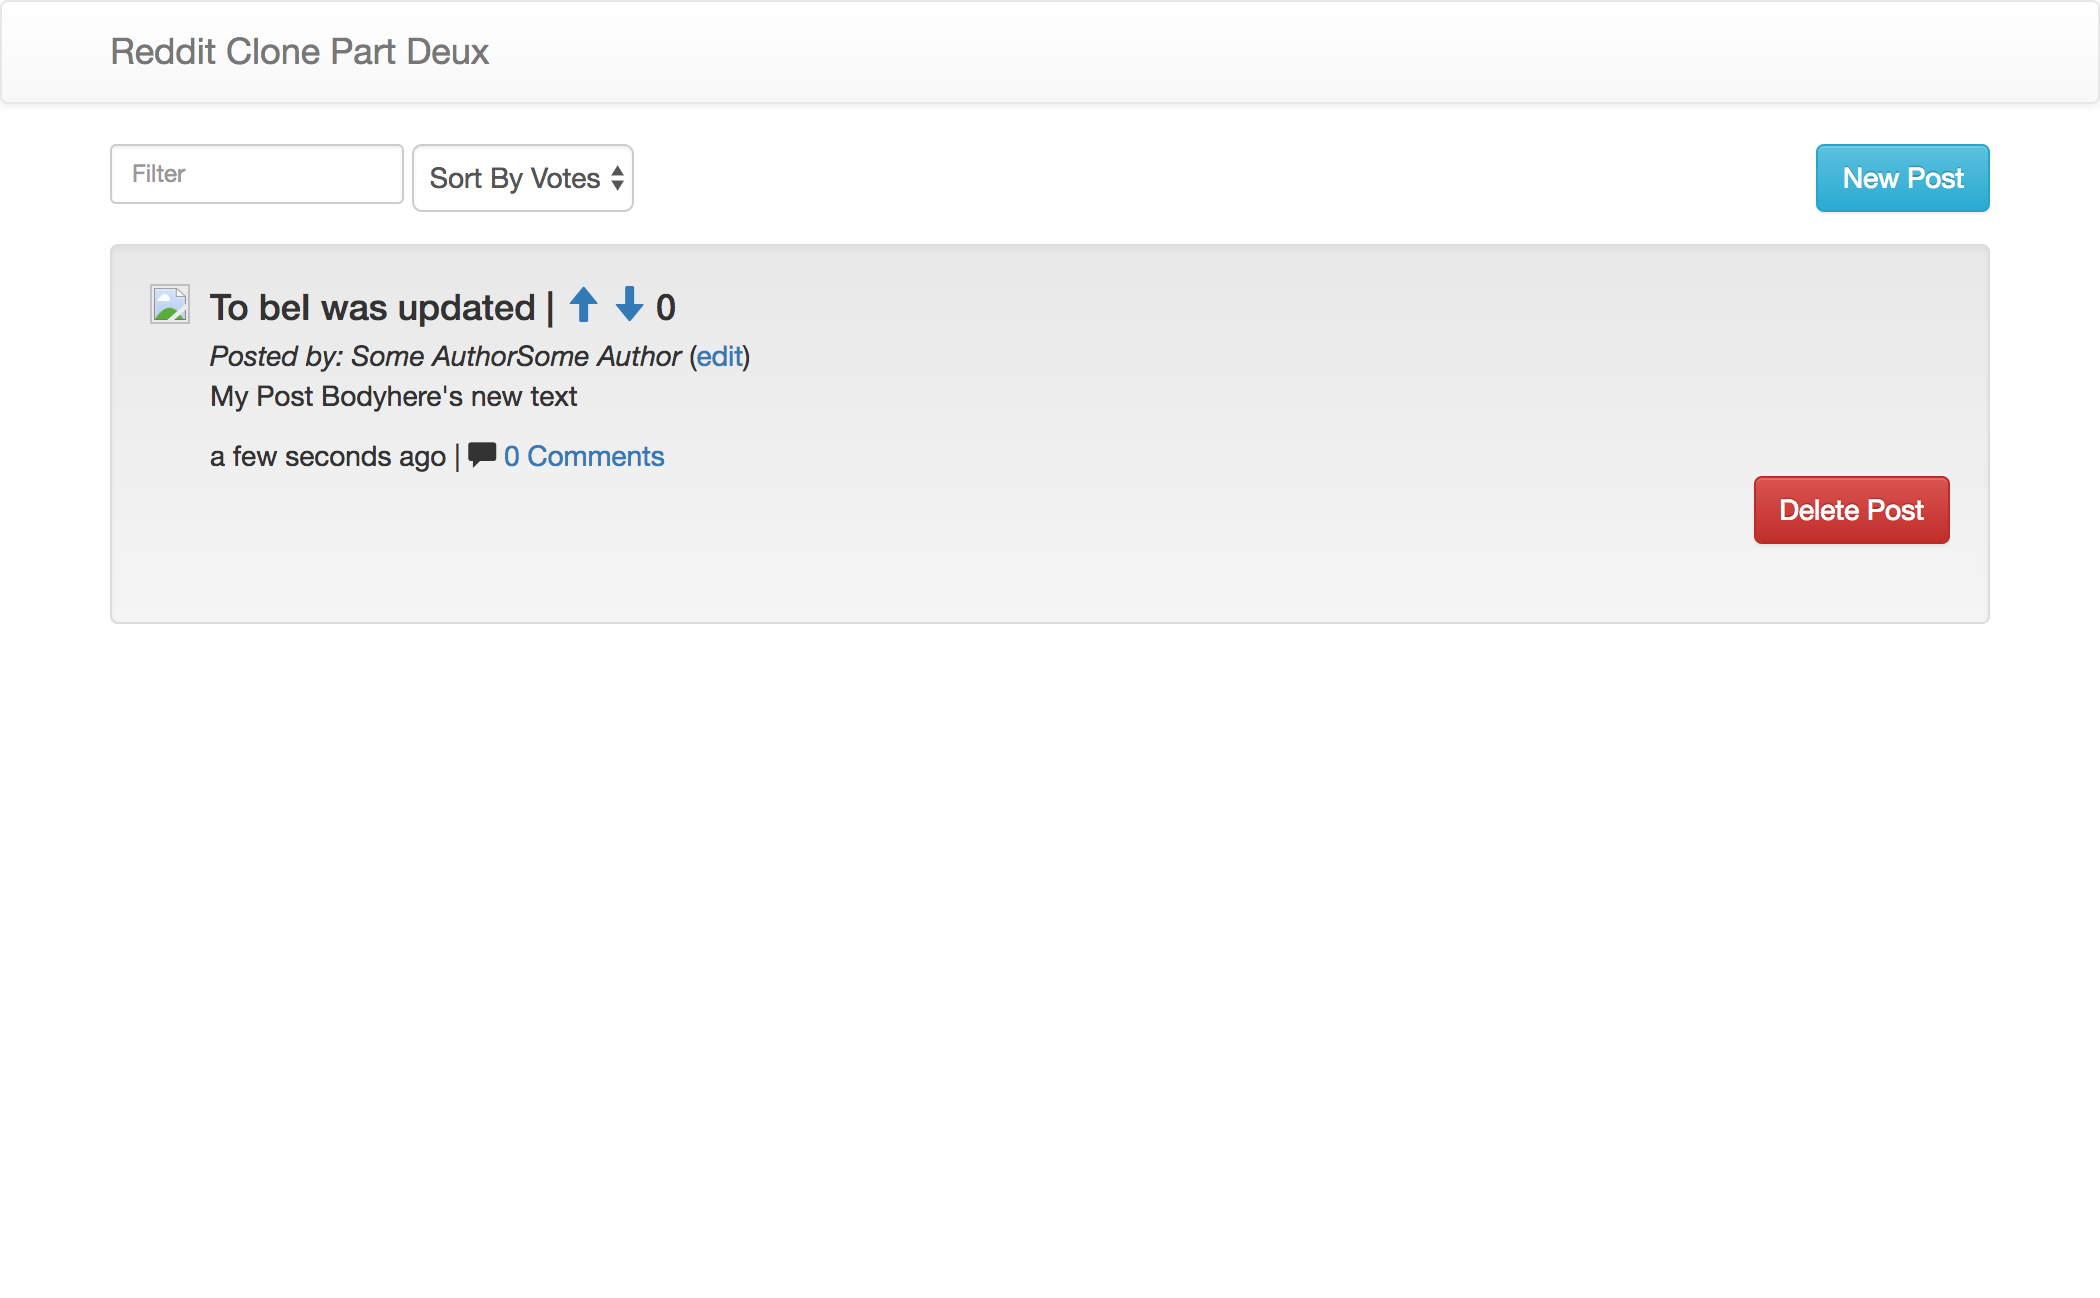 Reddit Clone Part Deux
Filter
Sort By Votes
New Post
To bel was updated | 0
Posted by: Some AuthorSome Author (edit)
My Post Bodyhere's new text
a few seconds ago | 0 Comments
Delete Post